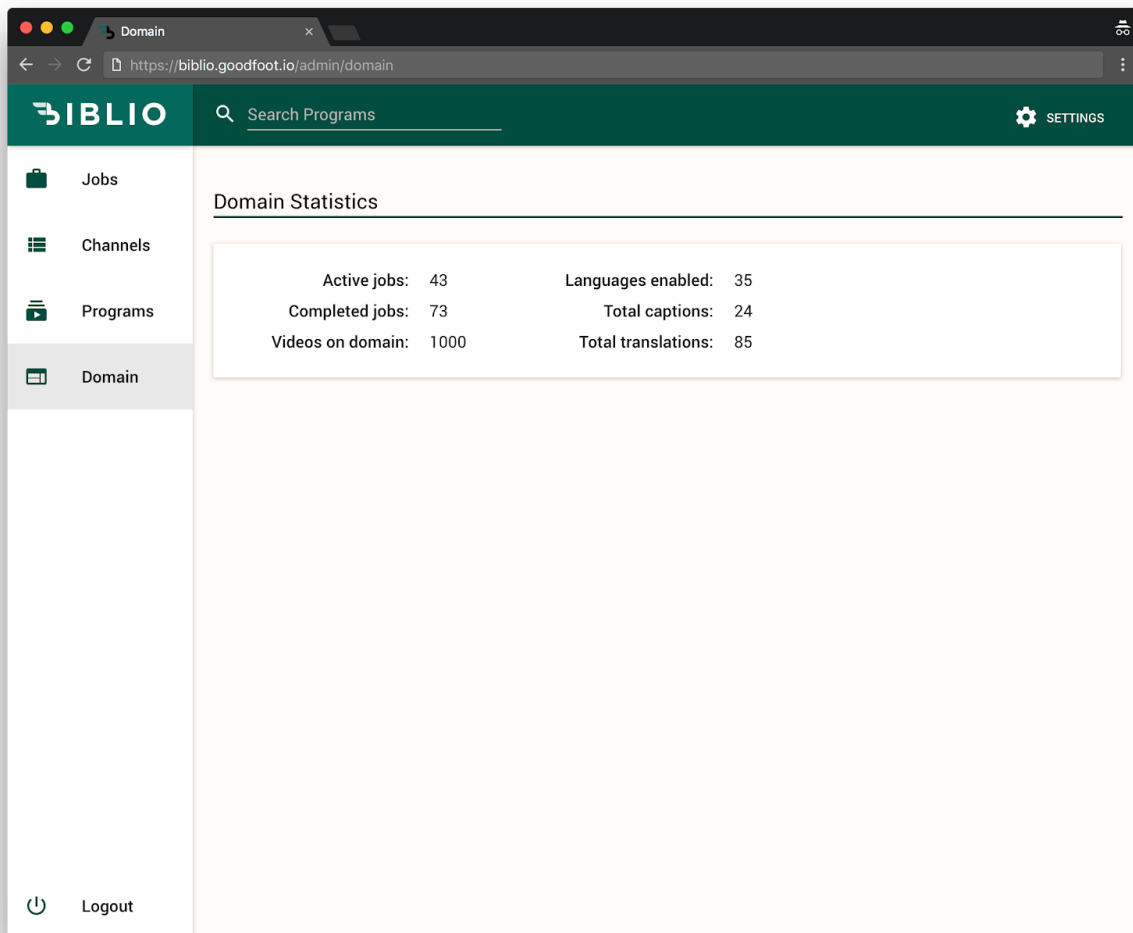 Domain
https://biblio.goodfoot.io/admin/domain
BIBLIO
Search Programs
SETTINGS
Jobs
Channels
Programs
Domain
Logout
Domain Statistics
Active jobs: 43 Languages enabled: 35
Completed jobs: 73 Total captions: 24
Videos on domain: 1000 Total translations: 85